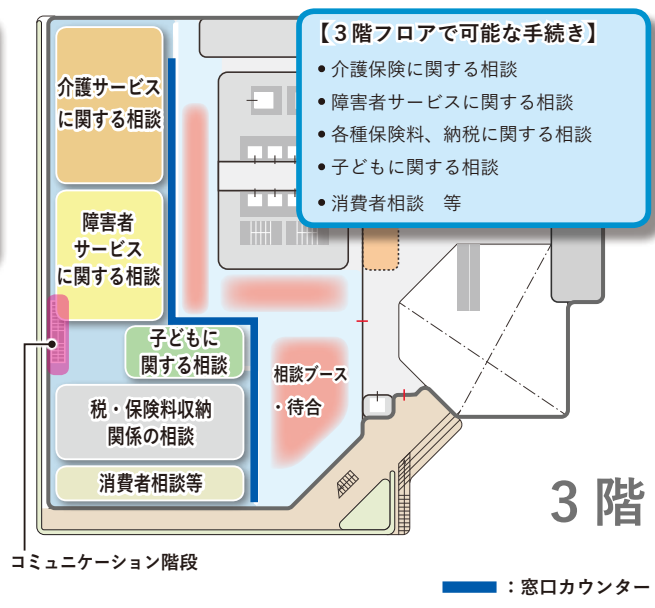 【３階フロアで可能な手続き】
• 介護保険に関する相談
• 障害者サービスに関する相談
• 各種保険料、納税に関する相談
• 子どもに関する相談
• 消費者相談　等
介護サービス
に関する相談
障害者
サービス
に関する相談
子どもに
関する相談
相談ブース
・待合
税・保険料収納
関係の相談
消費者相談等
３階
コミュニケーション階段
：窓口カウンター